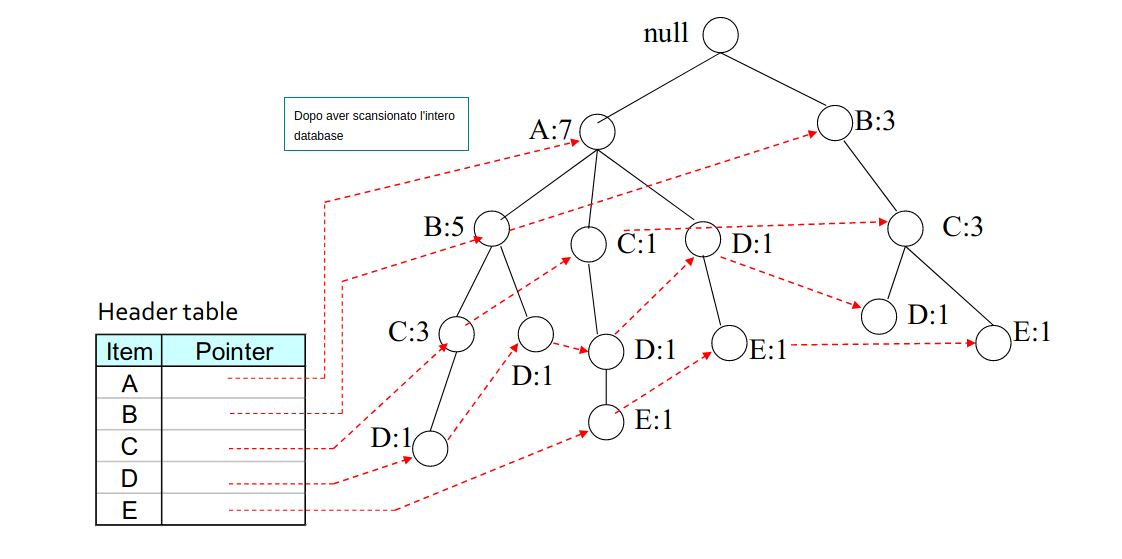 null
Dopo aver scansionato l'intero
database
A:7
B:3
B:5
C:1
D:1
C:3
Header table
C:3
D:1
D:1
E:1
E:1
Item Pointer
D:1
A
B
E:1
C
D:1
D
E